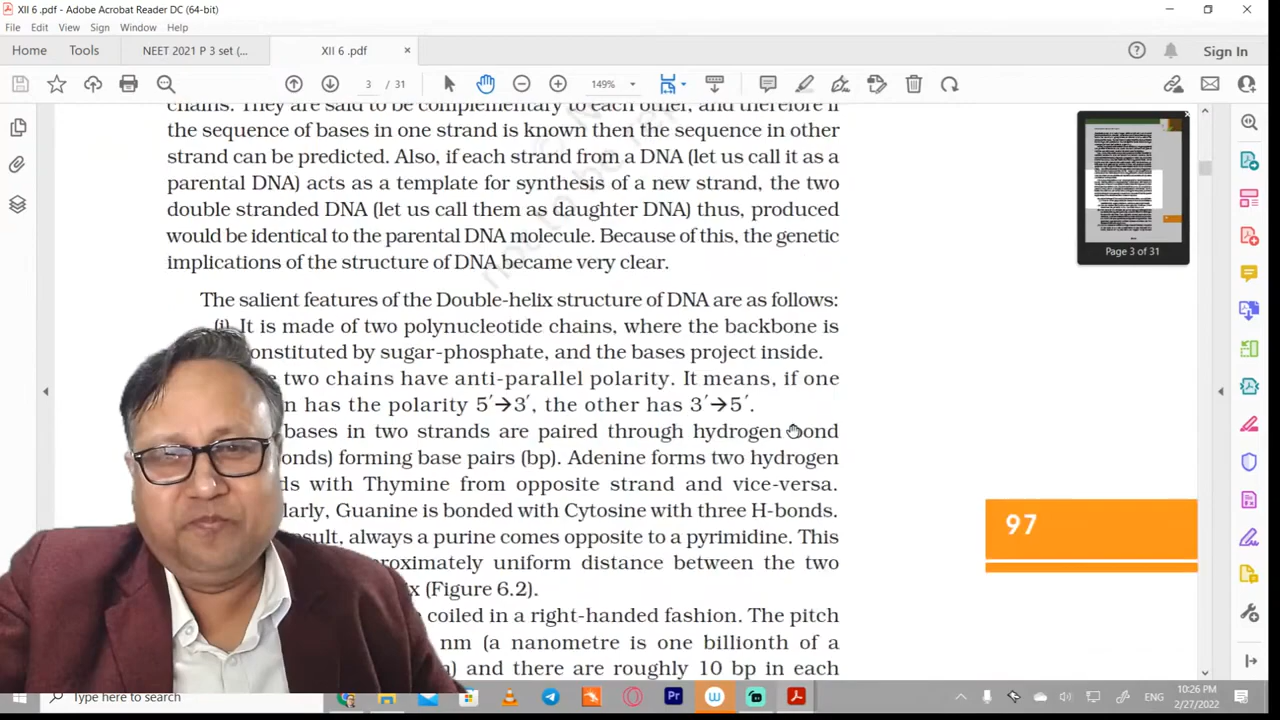 XII 6 .pdf - Adobe Acrobat Reader DC (64-bit)
File Edit View Sign Window Help
Home Tools NEET 2021 P 3 set (... XII 6 .pdf × Sign In
3 / 31 149%
chains. They are said to be complementary to each other, and therefore if
the sequence of bases in one strand is known then the sequence in other
strand can be predicted. Also, if each strand from a DNA (let us call it as a
parental DNA) acts as a template for synthesis of a new strand, the two
double stranded DNA (let us call them as daughter DNA) thus, produced
would be identical to the parental DNA molecule. Because of this, the genetic
implications of the structure of DNA became very clear.
The salient features of the Double-helix structure of DNA are as follows:
(i) It is made of two polynucleotide chains, where the backbone is
constituted by sugar-phosphate, and the bases project inside.
two chains have anti-parallel polarity. It means, if one
has the polarity 5′→3′, the other has 3′→5′.
bases in two strands are paired through hydrogen bond
onds) forming base pairs (bp). Adenine forms two hydrogen
ds with Thymine from opposite strand and vice-versa.
larly, Guanine is bonded with Cytosine with three H-bonds.
sult, always a purine comes opposite to a pyrimidine. This
roximately uniform distance between the two
x (Figure 6.2).
coiled in a right-handed fashion. The pitch
nm (a nanometre is one billionth of a
and there are roughly 10 bp in each
Page 3 of 31
97
Type here to search
ENG
10:26 PM
2/27/2022